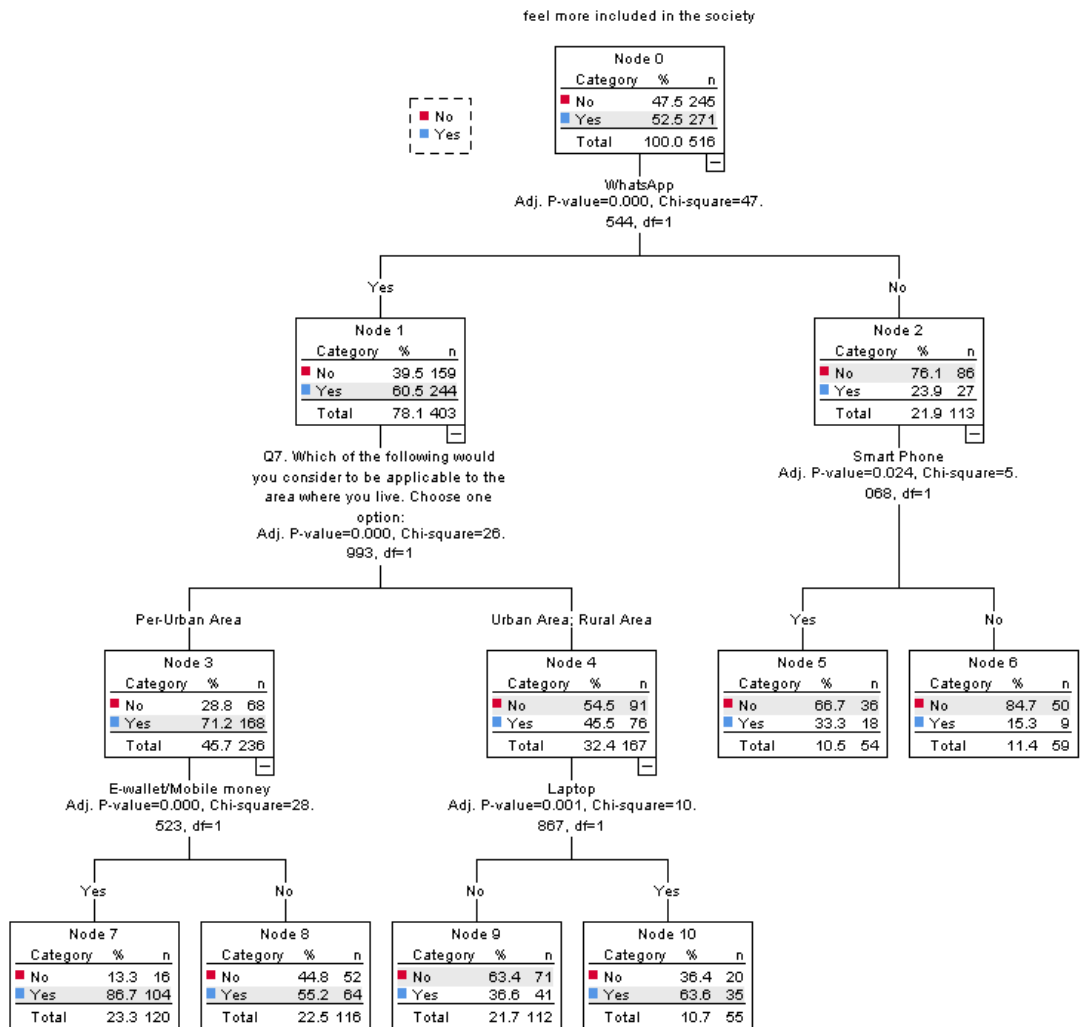 feel more included in the society
Node 0
Category % n
No 47.5 245
Yes 52.5 271
Total 100.0 516
No
Yes
WhatsApp
Adj. P-value=0.000, Chi-square=47.
544, df=1
Yes
No
Node 1
Category % n
No 39.5 159
Yes 60.5 244
Total 78.1 403
Node 2
Category % n
No 76.1 86
Yes 23.9 27
Total 21.9 113
Q7. Which of the following would
you consider to be applicable to the
area where you live. Choose one
option:
Adj. P-value=0.000, Chi-square=26.
993, df=1
Smart Phone
Adj. P-value=0.024, Chi-square=5.
068, df=1
Per-Urban Area
Urban Area; Rural Area
Yes
No
Node 3
Category % n
No 28.8 68
Yes 71.2 168
Total 45.7 236
Node 4
Category % n
No 54.5 91
Yes 45.5 76
Total 32.4 167
Node 5
Category % n
No 66.7 36
Yes 33.3 18
Total 10.5 54
Node 6
Category % n
No 84.7 50
Yes 15.3 9
Total 11.4 59
E-wallet/Mobile money
Adj. P-value=0.000, Chi-square=28.
523, df=1
Laptop
Adj. P-value=0.001, Chi-square=10.
867, df=1
Yes
No
No
Yes
Node 7
Category % n
No 13.3 16
Yes 86.7 104
Total 23.3 120
Node 8
Category % n
No 44.8 52
Yes 55.2 64
Total 22.5 116
Node 9
Category % n
No 63.4 71
Yes 36.6 41
Total 21.7 112
Node 10
Category % n
No 36.4 20
Yes 63.6 35
Total 10.7 55